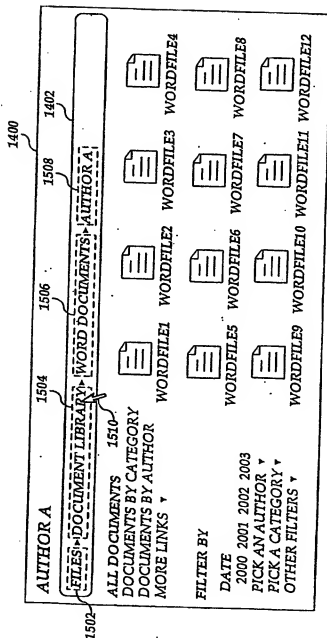 1400
AUTHOR A
1502
1504
1506
1508
1402
FILES DOCUMENT LIBRARY WORD DOCUMENTS AUTHOR A
1510
ALL DOCUMENTS
DOCUMENTS BY CATEGORY
DOCUMENTS BY AUTHOR
MORE LINKS
FILTER BY
DATE
2000 2001 2002 2003
PICK AN AUTHOR
PICK A CATEGORY
OTHER FILTERS
WORDFILE1 WORDFILE2 WORDFILE3 WORDFILE4
WORDFILE5 WORDFILE6 WORDFILE7 WORDFILE8
WORDFILE9 WORDFILE10 WORDFILE11 WORDFILE12